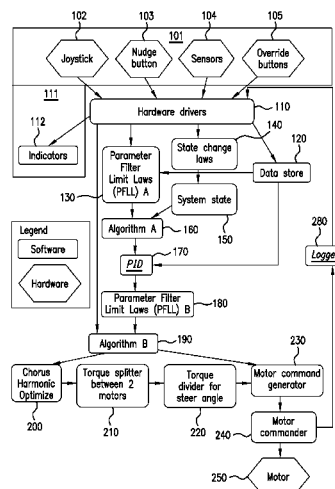 102
103
104
105
101
Joystick
Nudge
button
Sensors
Override
buttons
111
112
Indicators
Hardware drivers
110
140
State change
laws
120
Data store
Parameter
Filter
Limit Laws
(PFLL) A
130
System state
150
Algorithm A
160
280
Logge
170
PID
Legend
Software
Hardware
Parameter Filter
Limit Laws (PFLL) B
180
Algorithm B
190
230
Chorus
Harmonic
Optimize
200
Torque splitter
between 2
motors
210
Torque
divider for
steer angle
220
Motor command
generator
Motor
commander
240
Motor
250